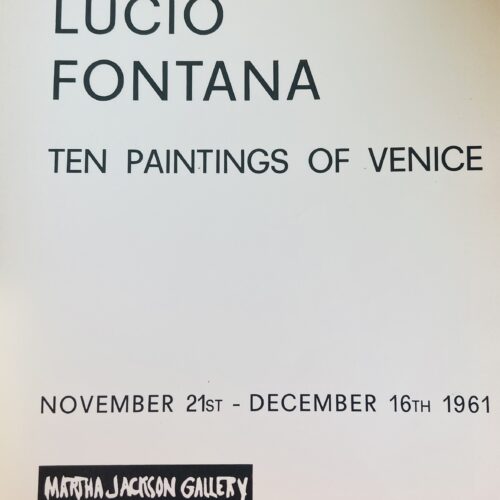 LUCIO
FONTANA
TEN PAINTINGS OF VENICE
NOVEMBER 21ST - DECEMBER 16TH 1961
MARTHA JACKSON GALLERY